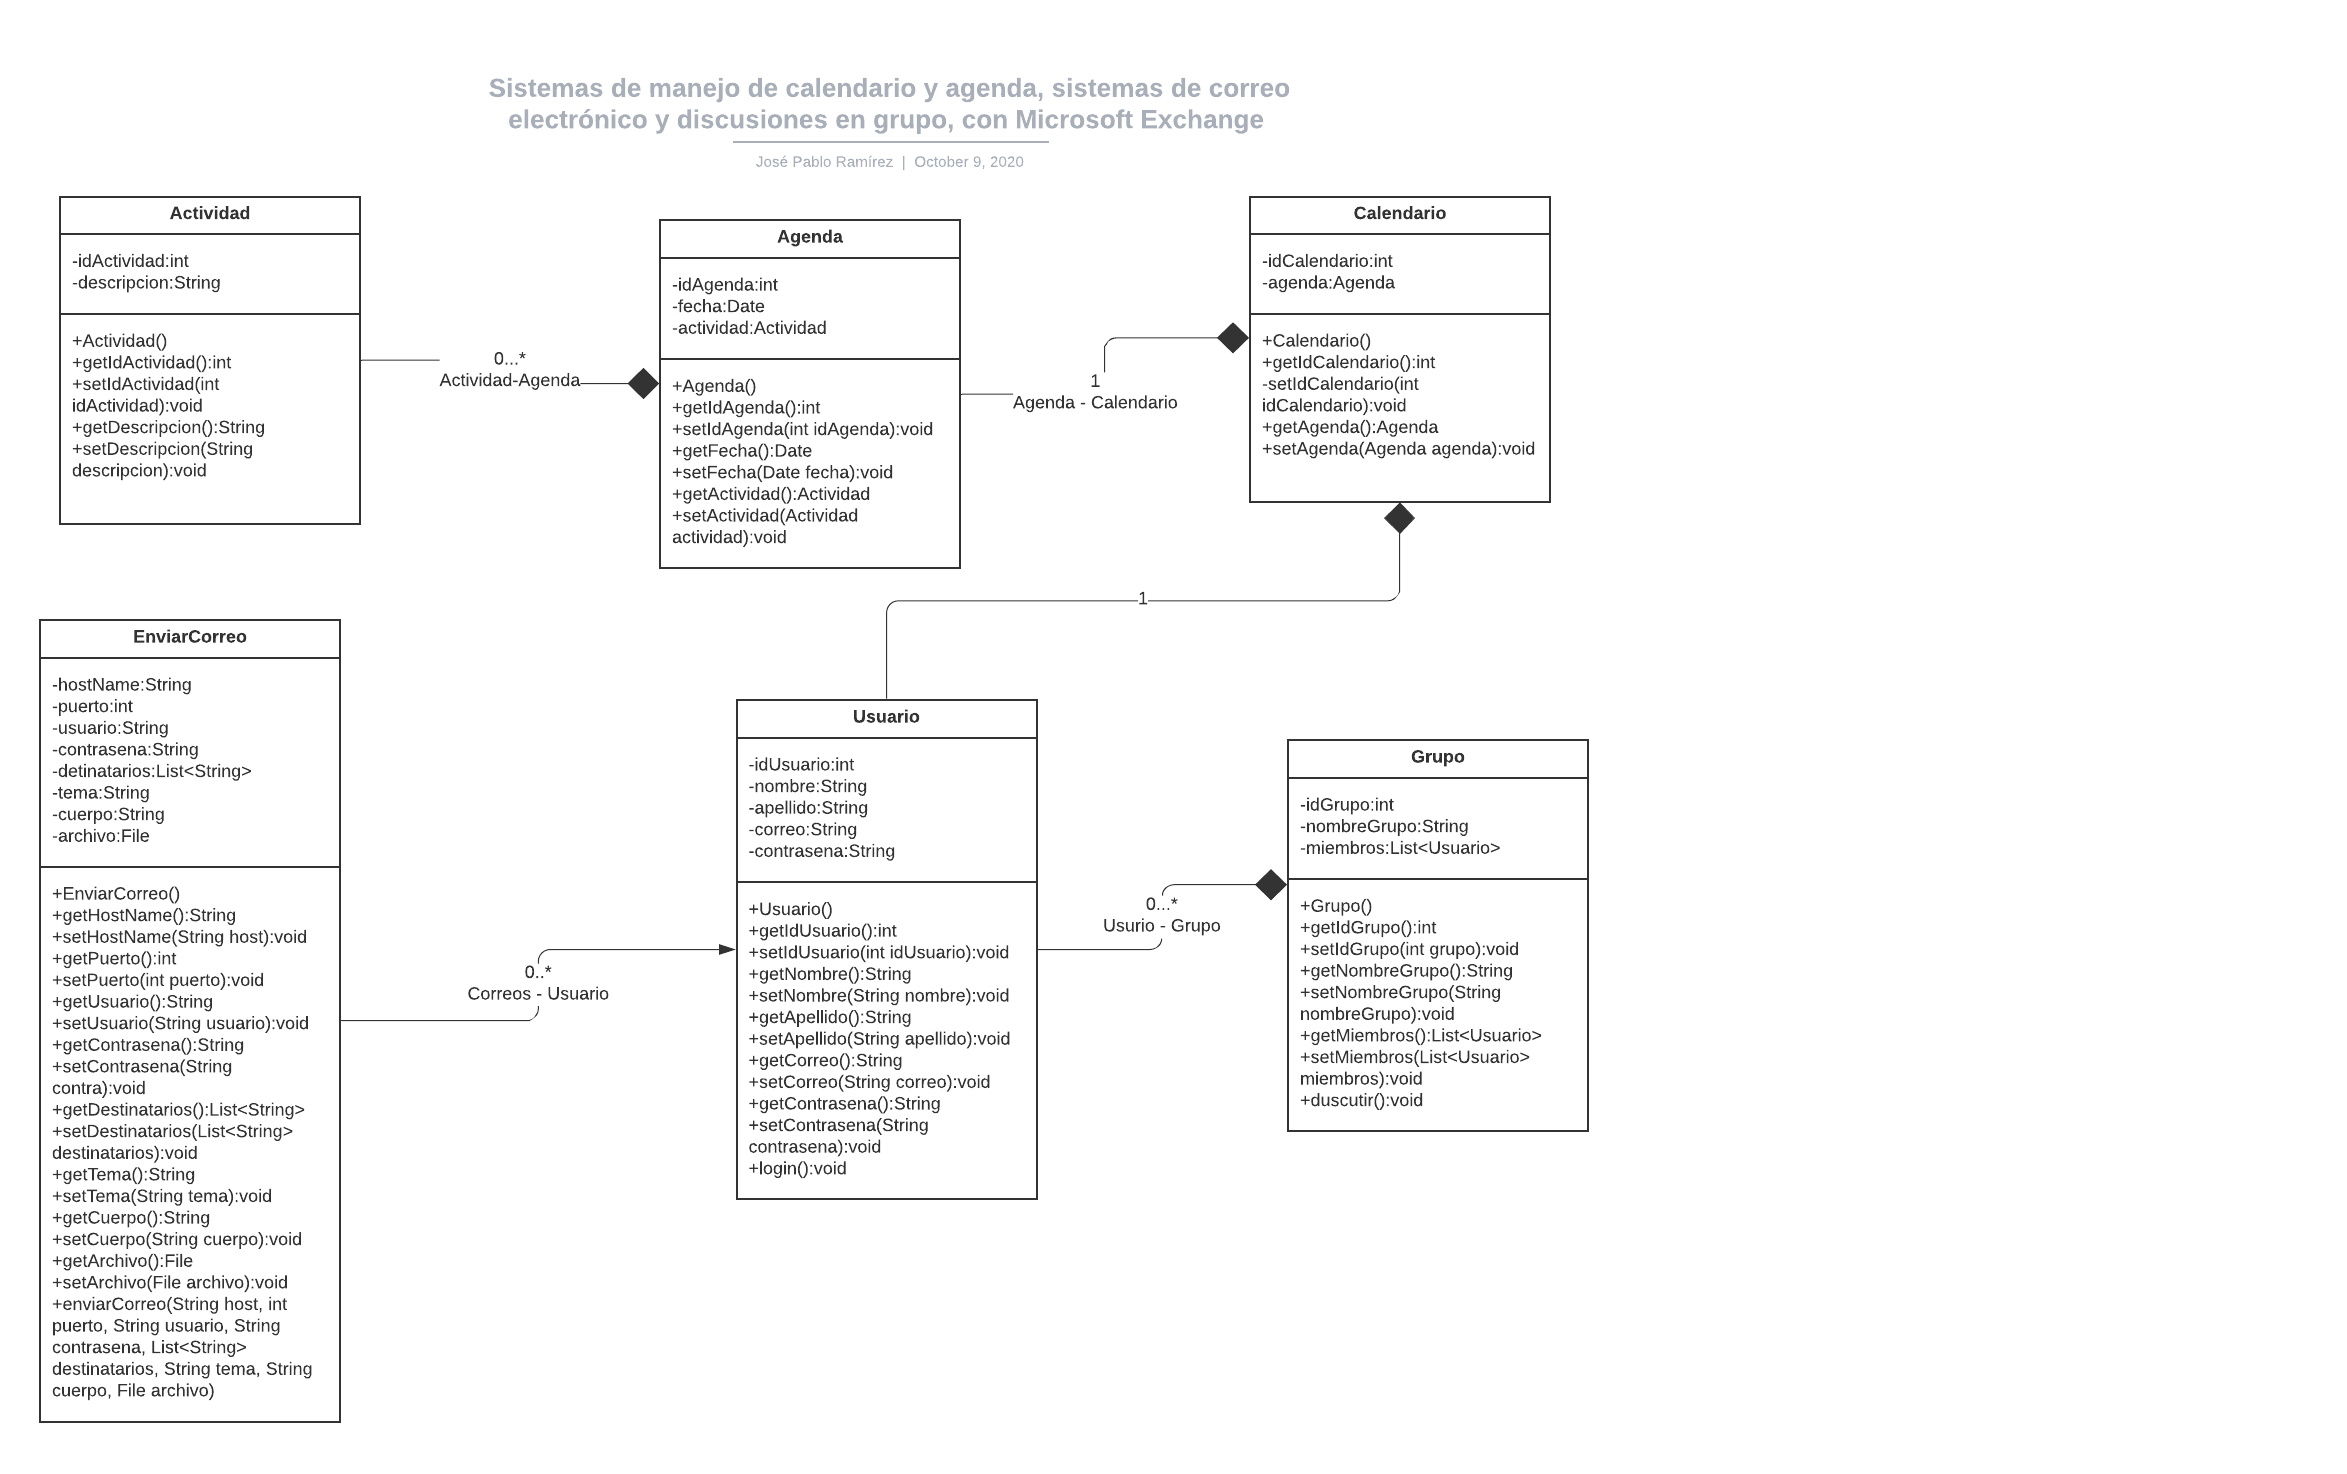 Sistemas de manejo de calendario y agenda, sistemas de correo
electrónico y discusiones en grupo, con Microsoft Exchange
José Pablo Ramírez | October 9, 2020
Actividad
-idActividad:int
-descripcion:String
+Actividad()
+getIdActividad():int
+setIdActividad(int
idActividad):void
+getDescripcion():String
+setDescripcion(String
descripcion):void
0...*
Actividad-Agenda
Agenda
-idAgenda:int
-fecha:Date
-actividad:Actividad
+Agenda()
+getIdAgenda():int
+setIdAgenda(int idAgenda):void
+getFecha():Date
+setFecha(Date fecha):void
+getActividad():Actividad
+setActividad(Actividad
actividad):void
1
Agenda - Calendario
Calendario
-idCalendario:int
-agenda:Agenda
+Calendario()
+getIdCalendario():int
-setIdCalendario(int
idCalendario):void
+getAgenda():Agenda
+setAgenda(Agenda agenda):void
1
EnviarCorreo
-hostName:String
-puerto:int
-usuario:String
-contrasena:String
-detinatarios:List<String>
-tema:String
-cuerpo:String
-archivo:File
+EnviarCorreo()
+getHostName():String
+setHostName(String host):void
+getPuerto():int
+setPuerto(int puerto):void
+getUsuario():String
+setUsuario(String usuario):void
+getContrasena():String
+setContrasena(String
contra):void
+getDestinatarios():List<String>
+setDestinatarios(List<String>
destinatarios):void
+getTema():String
+setTema(String tema):void
+getCuerpo():String
+setCuerpo(String cuerpo):void
+getArchivo():File
+setArchivo(File archivo):void
+enviarCorreo(String host, int
puerto, String usuario, String
contrasena, List<String>
destinatarios, String tema, String
cuerpo, File archivo)
0..*
Correos - Usuario
Usuario
-idUsuario:int
-nombre:String
-apellido:String
-correo:String
-contrasena:String
+Usuario()
+getIdUsuario():int
+setIdUsuario(int idUsuario):void
+getNombre():String
+setNombre(String nombre):void
+getApellido():String
+setApellido(String apellido):void
+getCorreo():String
+setCorreo(String correo):void
+getContrasena():String
+setContrasena(String
contrasena):void
+login():void
0...*
Usurio - Grupo
Grupo
-idGrupo:int
-nombreGrupo:String
-miembros:List<Usuario>
+Grupo()
+getIdGrupo():int
+setIdGrupo(int grupo):void
+getNombreGrupo():String
+setNombreGrupo(String
nombreGrupo):void
+getMiembros():List<Usuario>
+setMiembros(List<Usuario>
miembros):void
+duscutir():void